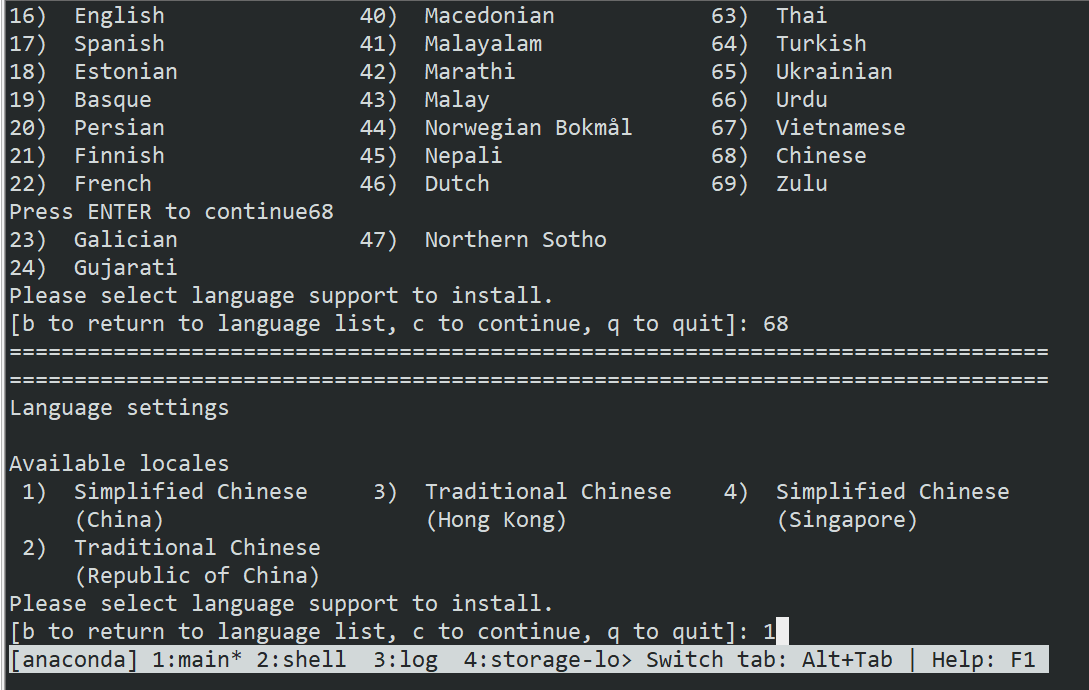 16)  English               40)  Macedonian            63)  Thai
17)  Spanish               41)  Malayalam             64)  Turkish
18)  Estonian              42)  Marathi               65)  Ukrainian
19)  Basque                43)  Malay                 66)  Urdu
20)  Persian               44)  Norwegian Bokmål      67)  Vietnamese
21)  Finnish               45)  Nepali                68)  Chinese
22)  French                46)  Dutch                 69)  Zulu
Press ENTER to continue68
23)  Galician              47)  Northern Sotho
24)  Gujarati
Please select language support to install.
[b to return to language list, c to continue, q to quit]: 68
================================================================================
================================================================================
Language settings

Available locales
 1)  Simplified Chinese     3)  Traditional Chinese    4)  Simplified Chinese
     (China)                    (Hong Kong)                (Singapore)
 2)  Traditional Chinese
     (Republic of China)
Please select language support to install.
[b to return to language list, c to continue, q to quit]: 1
[anaconda] 1:main* 2:shell  3:log  4:storage-lo> Switch tab: Alt+Tab | Help: F1